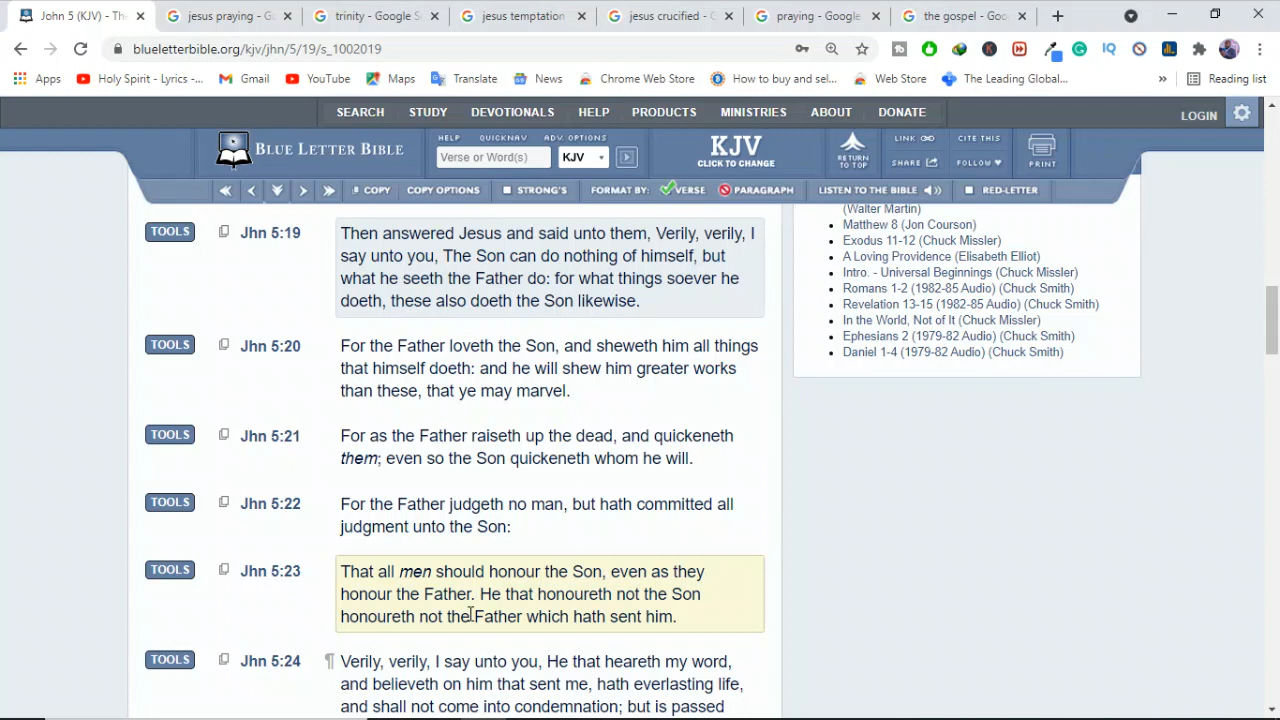 John 5 (KJV) - The
jesus praying - G
trinity - Google S
jesus temptation
jesus crucified - G
praying - Google
the gospel - Goo
blueletterbible.org/kjv/jhn/5/19/s_1002019
Apps Holy Spirit - Lyrics -... Gmail YouTube Maps Translate News Chrome Web Store How to buy and sel... Web Store The Leading Global... » Reading list
SEARCH STUDY DEVOTIONALS HELP PRODUCTS MINISTRIES ABOUT DONATE LOGIN
BLUE LETTER BIBLE
HELP QUICKNAV ADV. OPTIONS
Verse or Word(s) KJV
KJV
CLICK TO CHANGE
RETURN
TO TOP
LINK CITE THIS
SHARE FOLLOW
PRINT
COPY COPY OPTIONS STRONG'S FORMAT BY: VERSE PARAGRAPH LISTEN TO THE BIBLE RED-LETTER
TOOLS Jhn 5:19 Then answered Jesus and said unto them, Verily, verily, I
say unto you, The Son can do nothing of himself, but
what he seeth the Father do: for what things soever he
doeth, these also doeth the Son likewise.
TOOLS Jhn 5:20 For the Father loveth the Son, and sheweth him all things
that himself doeth: and he will shew him greater works
than these, that ye may marvel.
TOOLS Jhn 5:21 For as the Father raiseth up the dead, and quickeneth
them; even so the Son quickeneth whom he will.
TOOLS Jhn 5:22 For the Father judgeth no man, but hath committed all
judgment unto the Son:
TOOLS Jhn 5:23 That all men should honour the Son, even as they
honour the Father. He that honoureth not the Son
honoureth not the Father which hath sent him.
TOOLS Jhn 5:24 ¶ Verily, verily, I say unto you, He that heareth my word,
and believeth on him that sent me, hath everlasting life,
and shall not come into condemnation; but is passed
(Walter Martin)
Matthew 8 (Jon Courson)
Exodus 11-12 (Chuck Missler)
A Loving Providence (Elisabeth Elliot)
Intro. - Universal Beginnings (Chuck Missler)
Romans 1-2 (1982-85 Audio) (Chuck Smith)
Revelation 13-15 (1982-85 Audio) (Chuck Smith)
In the World, Not of It (Chuck Missler)
Ephesians 2 (1979-82 Audio) (Chuck Smith)
Daniel 1-4 (1979-82 Audio) (Chuck Smith)